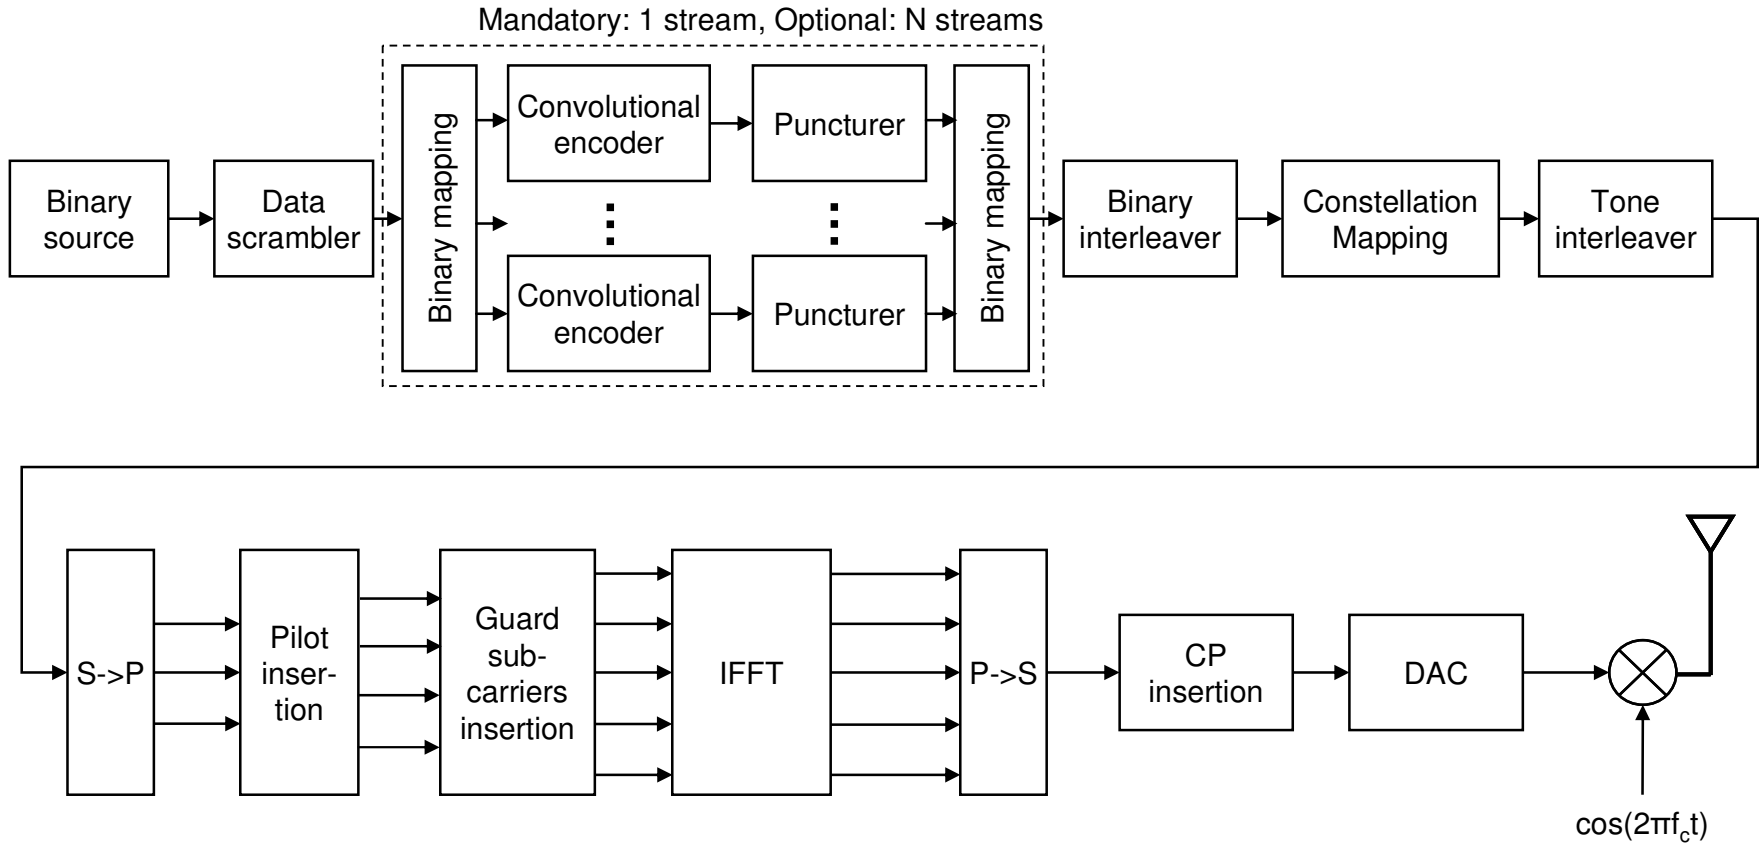 Mandatory: 1 stream, Optional: N streams
Binary
source
Data
scrambler
Binary mapping
Convolutional
encoder
Puncturer
Convolutional
encoder
Puncturer
Binary mapping
Binary
interleaver
Constellation
Mapping
Tone
interleaver
S->P
Pilot
inser-
tion
Guard
sub-
carriers
insertion
IFFT
P->S
CP
insertion
DAC
cos(2πf_ct)